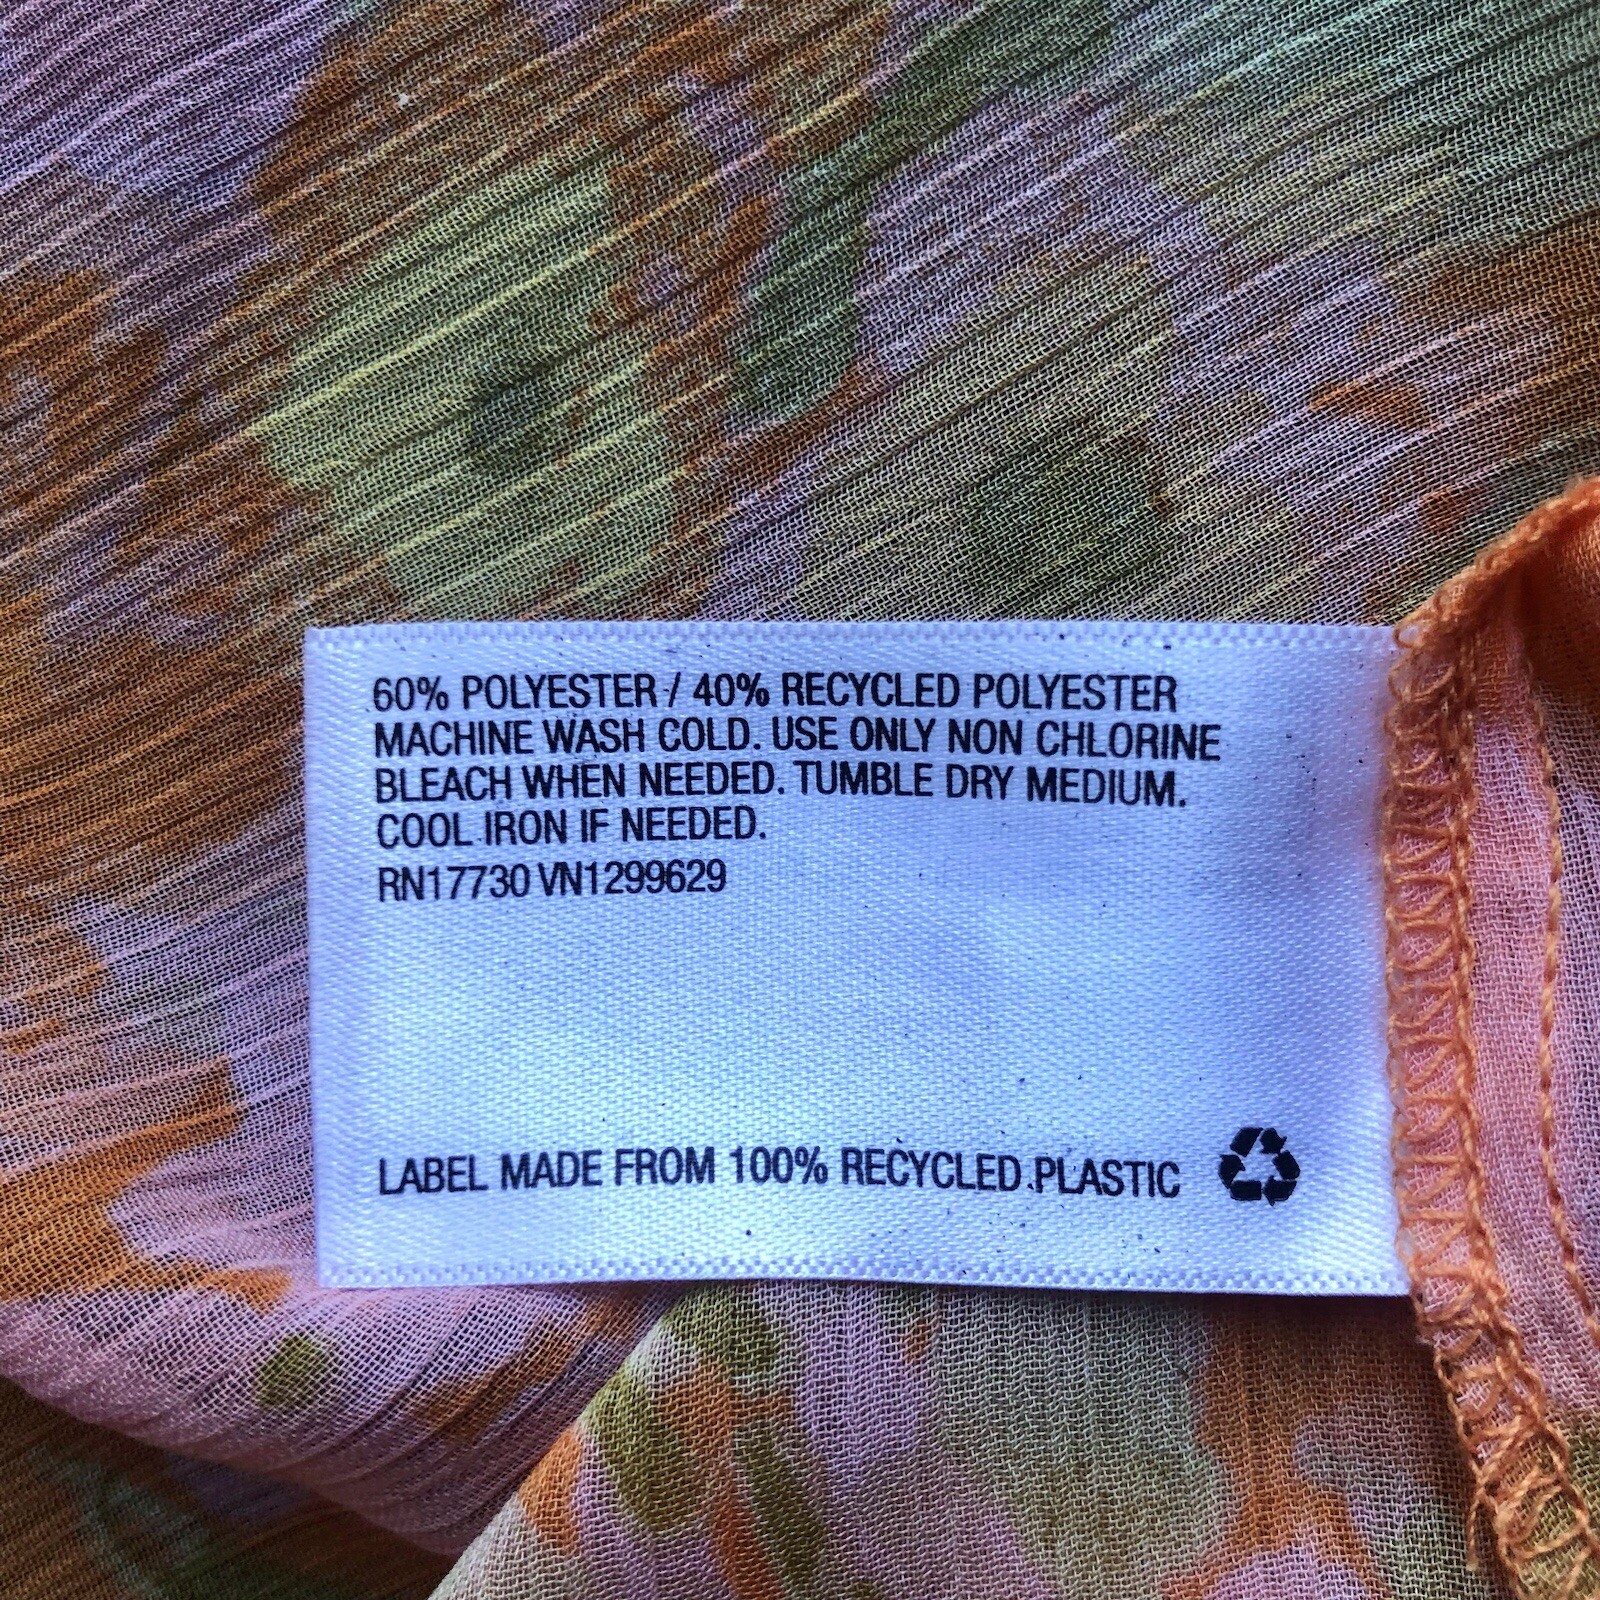 60% POLYESTER / 40% RECYCLED POLYESTER
MACHINE WASH COLD. USE ONLY NON CHLORINE
BLEACH WHEN NEEDED. TUMBLE DRY MEDIUM.
COOL IRON IF NEEDED.
RN17730 VN1299629
LABEL MADE FROM 100% RECYCLED PLASTIC